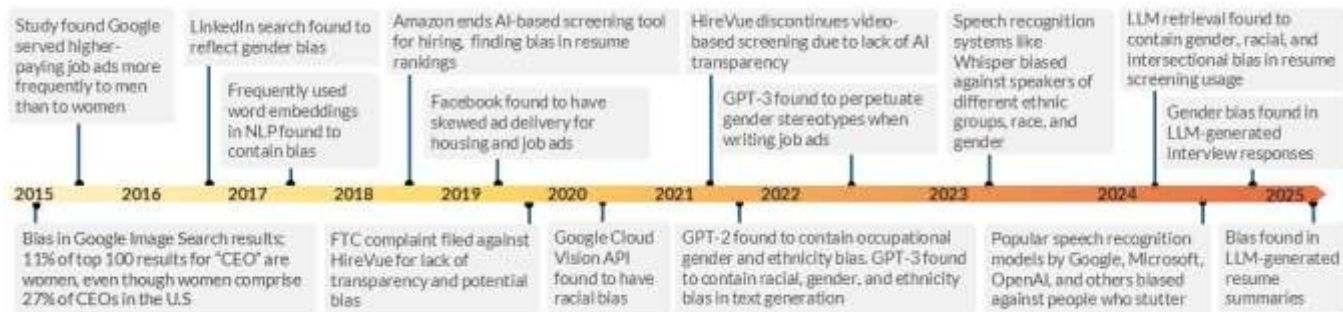 Study found Google
served higher-
paying job ads more
frequently to men
than to women
LinkedIn search found to
reflect gender bias
Frequently used
word embeddings
in NLP found to
contain bias
Amazon ends AI-based screening tool
for hiring, finding bias in resume
rankings
Facebook found to have
skewed ad delivery for
housing and job ads
HireVue discontinues video-
based screening due to lack of AI
transparency
GPT-3 found to perpetuate
gender stereotypes when
writing job ads
Speech recognition
systems like
Whisper biased
against speakers of
different ethnic
groups, race, and
gender
LLM retrieval found to
contain gender, racial, and
intersectional bias in resume
screening usage
Gender bias found in
LLM-generated
interview responses
2015 2016 2017 2018 2019 2020 2021 2022 2023 2024 2025
Bias in Google Image Search results;
11% of top 100 results for "CEO" are
women, even though women comprise
27% of CEOs in the U.S
FTC complaint filed against
HireVue for lack of
transparency and potential
bias
Google Cloud
Vision API
found to have
racial bias
GPT-2 found to contain occupational
gender and ethnicity bias. GPT-3 found
to contain racial, gender, and ethnicity
bias in text generation
Popular speech recognition
models by Google, Microsoft,
OpenAI, and others biased
against people who stutter
Bias found in
LLM-generated
resume
summaries